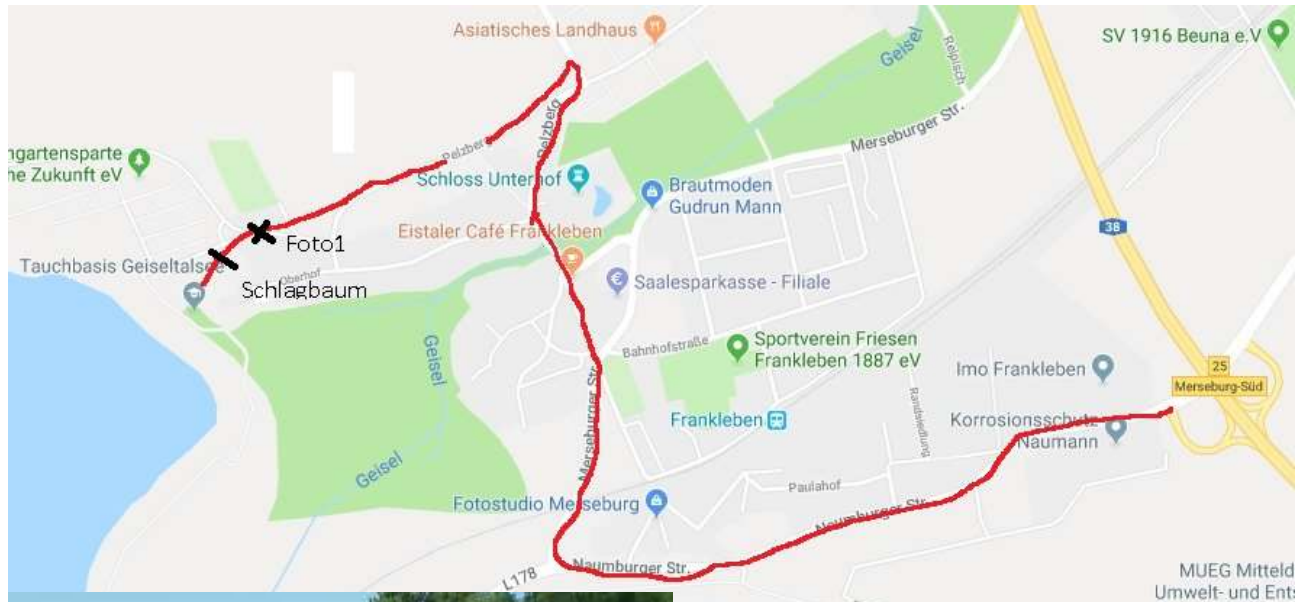 Asiatisches Landhaus
SV 1916 Beuna e.V
Geisel
Reipisch
Merseburger Str.
Pelzberg
Pelzberg
ngartensparte
ne Zukunft eV
Schloss Unterhof
Brautmoden
Gudrun Mann
38
Foto1
Eistaler Café Frankleben
Tauchbasis Geiseltalsee
Oberhof
Schlagbaum
Saalesparkasse - Filiale
Geisel
Bahnhofstraße
Sportverein Friesen
Frankleben 1887 eV
Imo Frankleben
25
Merseburg-Süd
Merseburger Str.
Frankleben
Randsiedlung
Korrosionsschutz
Naumann
Geisel
Paulahof
Fotostudio Merseburg
Naumburger Str.
Naumburger Str.
L178
MUEG Mitteld
Umwelt- und Ents